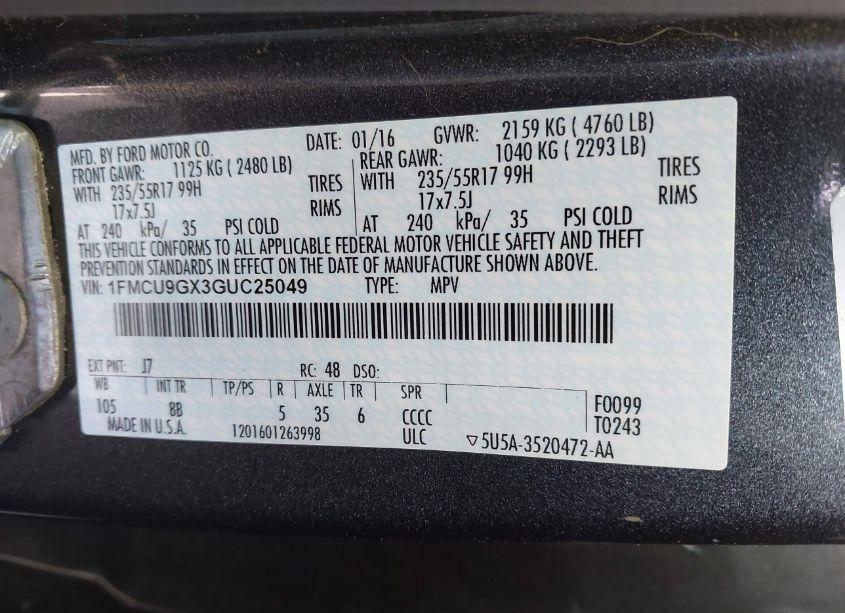 MFD. BY FORD MOTOR CO. DATE: 01/16 GVWR: 2159 KG ( 4760 LB)
FRONT GAWR: 1125 KG ( 2480 LB) REAR GAWR: 1040 KG ( 2293 LB)
WITH 235/55R17 99H TIRES WITH 235/55R17 99H TIRES
17x7.5J RIMS 17x7.5J RIMS
AT 240 kPa/ 35 PSI COLD AT 240 kPa/ 35 PSI COLD
THIS VEHICLE CONFORMS TO ALL APPLICABLE FEDERAL MOTOR VEHICLE SAFETY AND THEFT
PREVENTION STANDARDS IN EFFECT ON THE DATE OF MANUFACTURE SHOWN ABOVE.
VIN: 1FMCU9GX3GUC25049 TYPE: MPV
EXT PNT: J7 RC: 48 DSO:
WB INT TR TP/PS R AXLE TR SPR
105 8B 5 35 6 CCCC F0099
MADE IN U.S.A. 1201601263998 ULC T0243
▽5U5A-3520472-AA